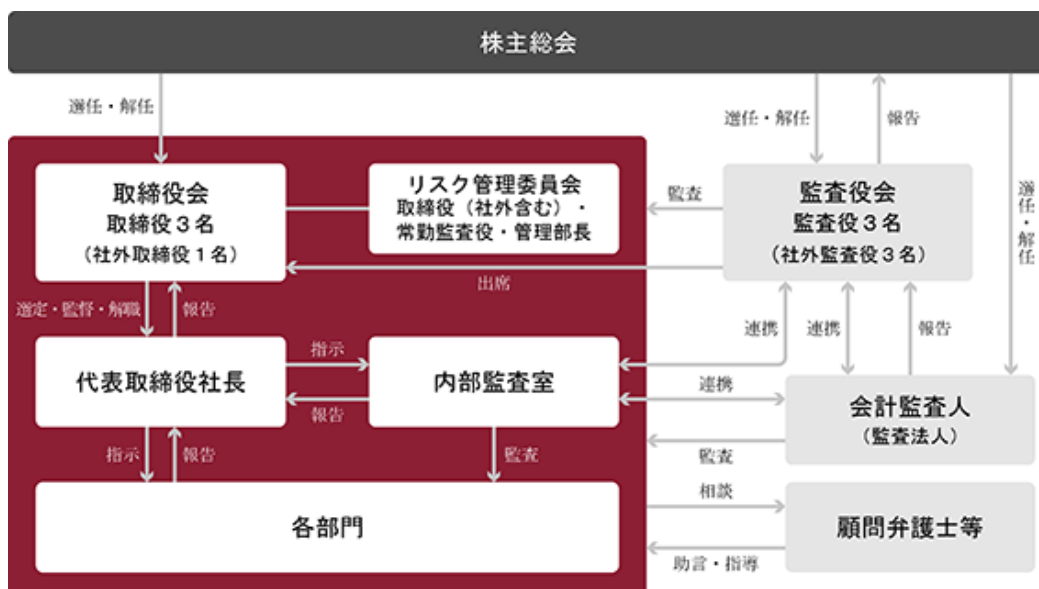 株主総会
選任・解任
選任・解任
報告
選任・解任
取締役会
取締役3名
(社外取締役1名)
リスク管理委員会
取締役(社外含む)・
常勤監査役・管理部長
監査
監査役会
監査役3名
(社外監査役3名)
出席
選定・監督・解職
報告
連携
連携
報告
代表取締役社長
指示
報告
内部監査室
連携
会計監査人
(監査法人)
監査
指示
報告
監査
相談
各部門
顧問弁護士等
助言・指導